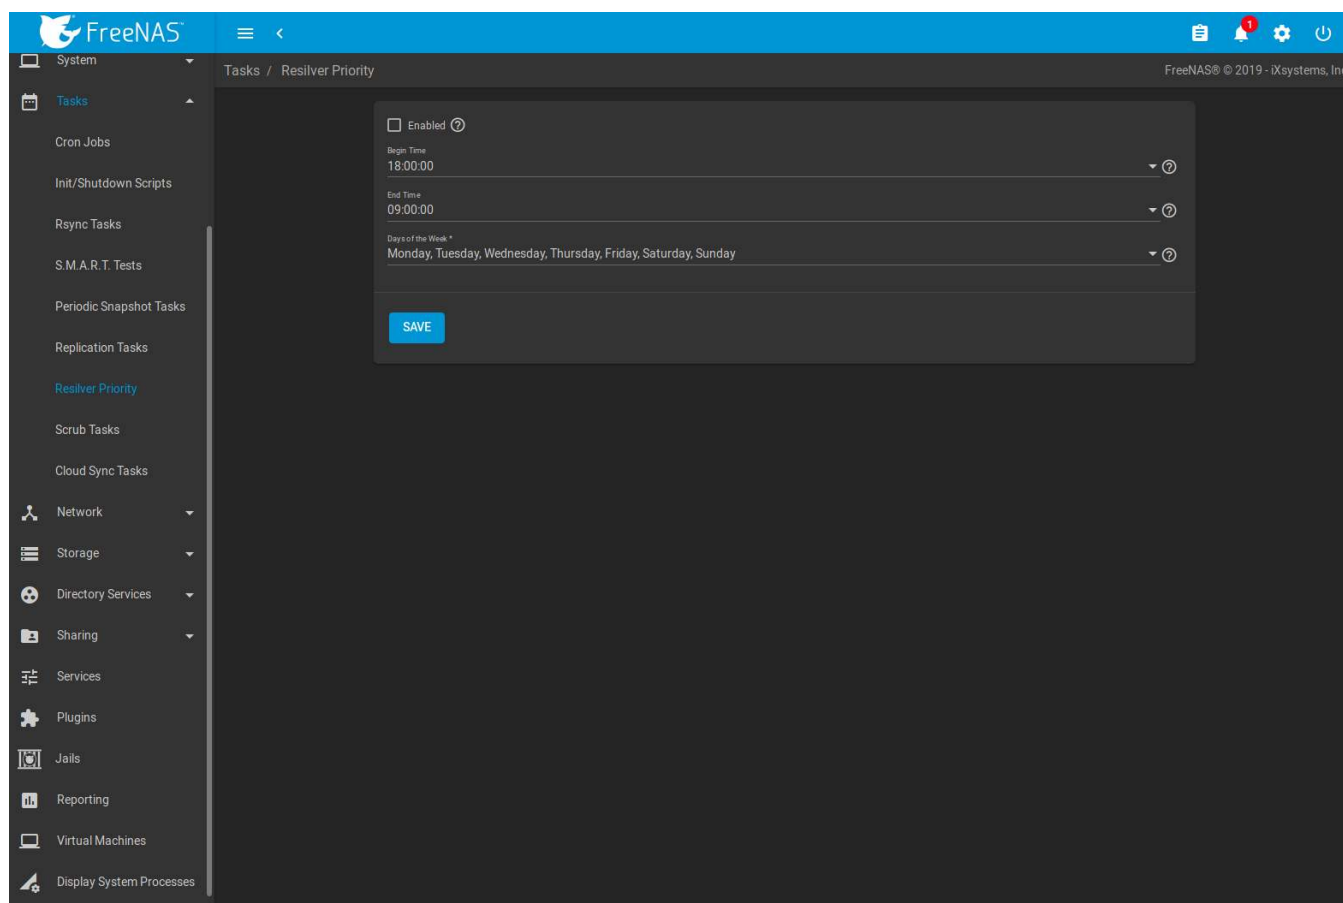 FreeNAS
1
System
Tasks / Resilver Priority
FreeNAS® © 2019 - iXsystems, Inc
Tasks
Cron Jobs
Init/Shutdown Scripts
Rsync Tasks
S.M.A.R.T. Tests
Periodic Snapshot Tasks
Replication Tasks
Resilver Priority
Scrub Tasks
Cloud Sync Tasks
Network
Storage
Directory Services
Sharing
Services
Plugins
Jails
Reporting
Virtual Machines
Display System Processes
Enabled
Begin Time
18:00:00
End Time
09:00:00
Days of the Week *
Monday, Tuesday, Wednesday, Thursday, Friday, Saturday, Sunday
SAVE